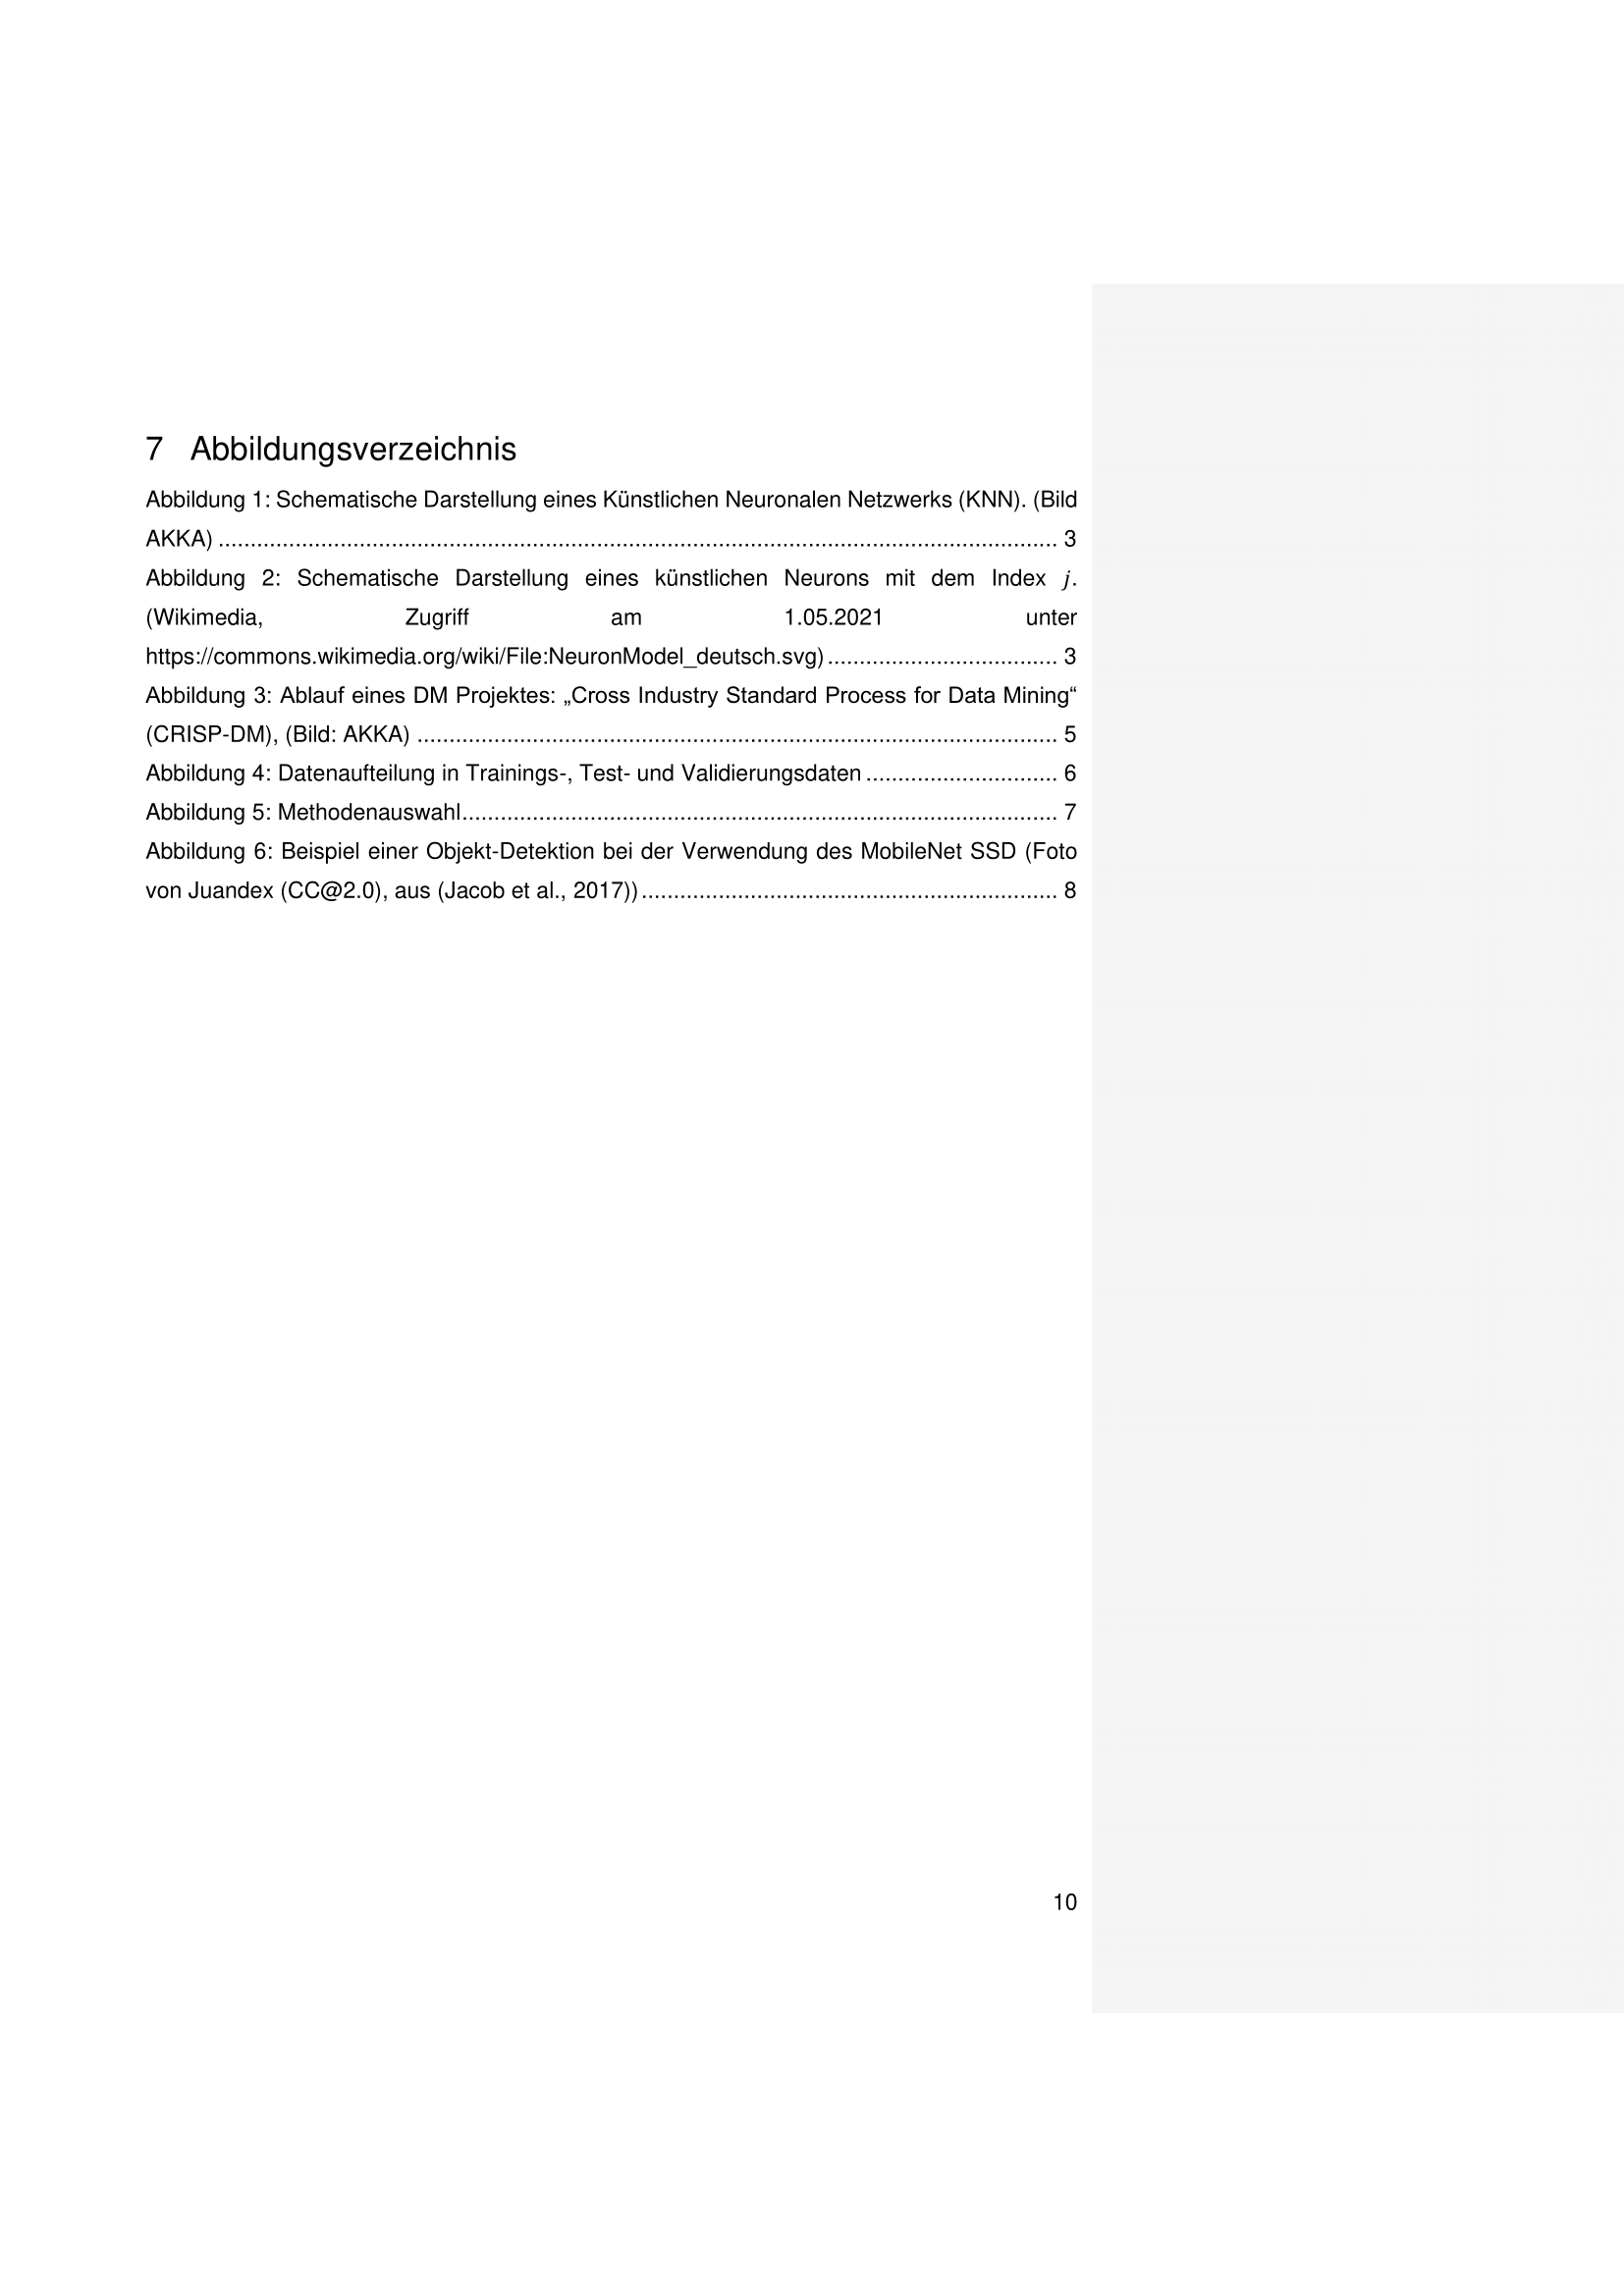 7 Abbildungsverzeichnis
Abbildung 1: Schematische Darstellung eines Künstlichen Neuronalen Netzwerks (KNN). (Bild
AKKA) .................................................................................................................................... 3
Abbildung 2: Schematische Darstellung eines künstlichen Neurons mit dem Index j.
(Wikimedia, Zugriff am 1.05.2021 unter
https://commons.wikimedia.org/wiki/File:NeuronModel_deutsch.svg).................................... 3
Abbildung 3: Ablauf eines DM Projektes: „Cross Industry Standard Process for Data Mining“
(CRISP-DM), (Bild: AKKA) .................................................................................................... 5
Abbildung 4: Datenaufteilung in Trainings-, Test- und Validierungsdaten .............................. 6
Abbildung 5: Methodenauswahl............................................................................................. 7
Abbildung 6: Beispiel einer Objekt-Detektion bei der Verwendung des MobileNet SSD (Foto
von Juandex (CC@2.0), aus (Jacob et al., 2017))................................................................. 8
10